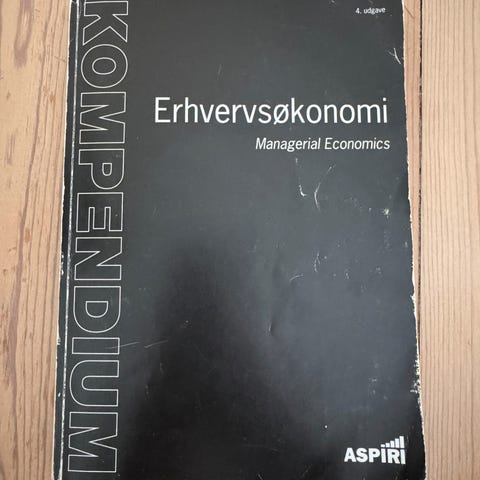 4. udgave
KOMPENDIUM
Erhvervsøkonomi
Managerial Economics
ASPIRI